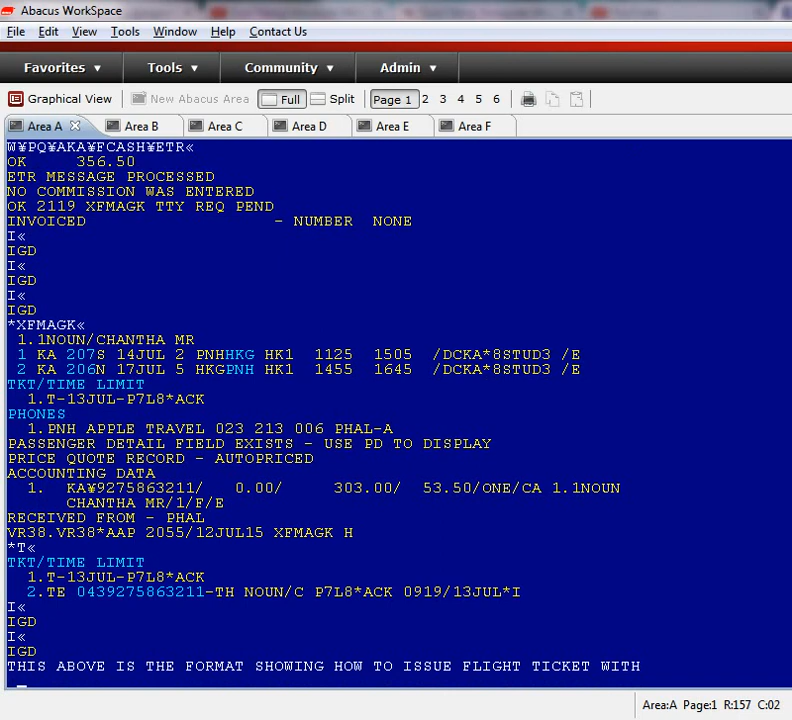 Abacus WorkSpace
File Edit View Tools Window Help Contact Us
Favorites Tools Community Admin
Graphical View New Abacus Area Full Split Page 1 2 3 4 5 6
Area A Area B Area C Area D Area E Area F
W¥PQ¥AKA¥FCASH¥ETR«
OK 356.50
ETR MESSAGE PROCESSED
NO COMMISSION WAS ENTERED
OK 2119 XFMAGK TTY REQ PEND
INVOICED - NUMBER NONE
I«
IGD
I«
IGD
I«
IGD
*XFMAGK«
1.1NOUN/CHANTHA MR
1 KA 207S 14JUL 2 PNHHKG HK1 1125 1505 /DCKA*8STUD3 /E
2 KA 206N 17JUL 5 HKGPNH HK1 1455 1645 /DCKA*8STUD3 /E
TKT/TIME LIMIT
1.T-13JUL-P7L8*ACK
PHONES
1.PNH APPLE TRAVEL 023 213 006 PHAL-A
PASSENGER DETAIL FIELD EXISTS - USE PD TO DISPLAY
PRICE QUOTE RECORD - AUTOPRICED
ACCOUNTING DATA
1. KA¥9275863211/ 0.00/ 303.00/ 53.50/ONE/CA 1.1NOUN
CHANTHA MR/1/F/E
RECEIVED FROM - PHAL
VR38.VR38*AAP 2055/12JUL15 XFMAGK H
*T«
TKT/TIME LIMIT
1.T-13JUL-P7L8*ACK
2.TE 0439275863211-TH NOUN/C P7L8*ACK 0919/13JUL*I
I«
IGD
I«
IGD
THIS ABOVE IS THE FORMAT SHOWING HOW TO ISSUE FLIGHT TICKET WITH
Area:A Page:1 R:157 C:02